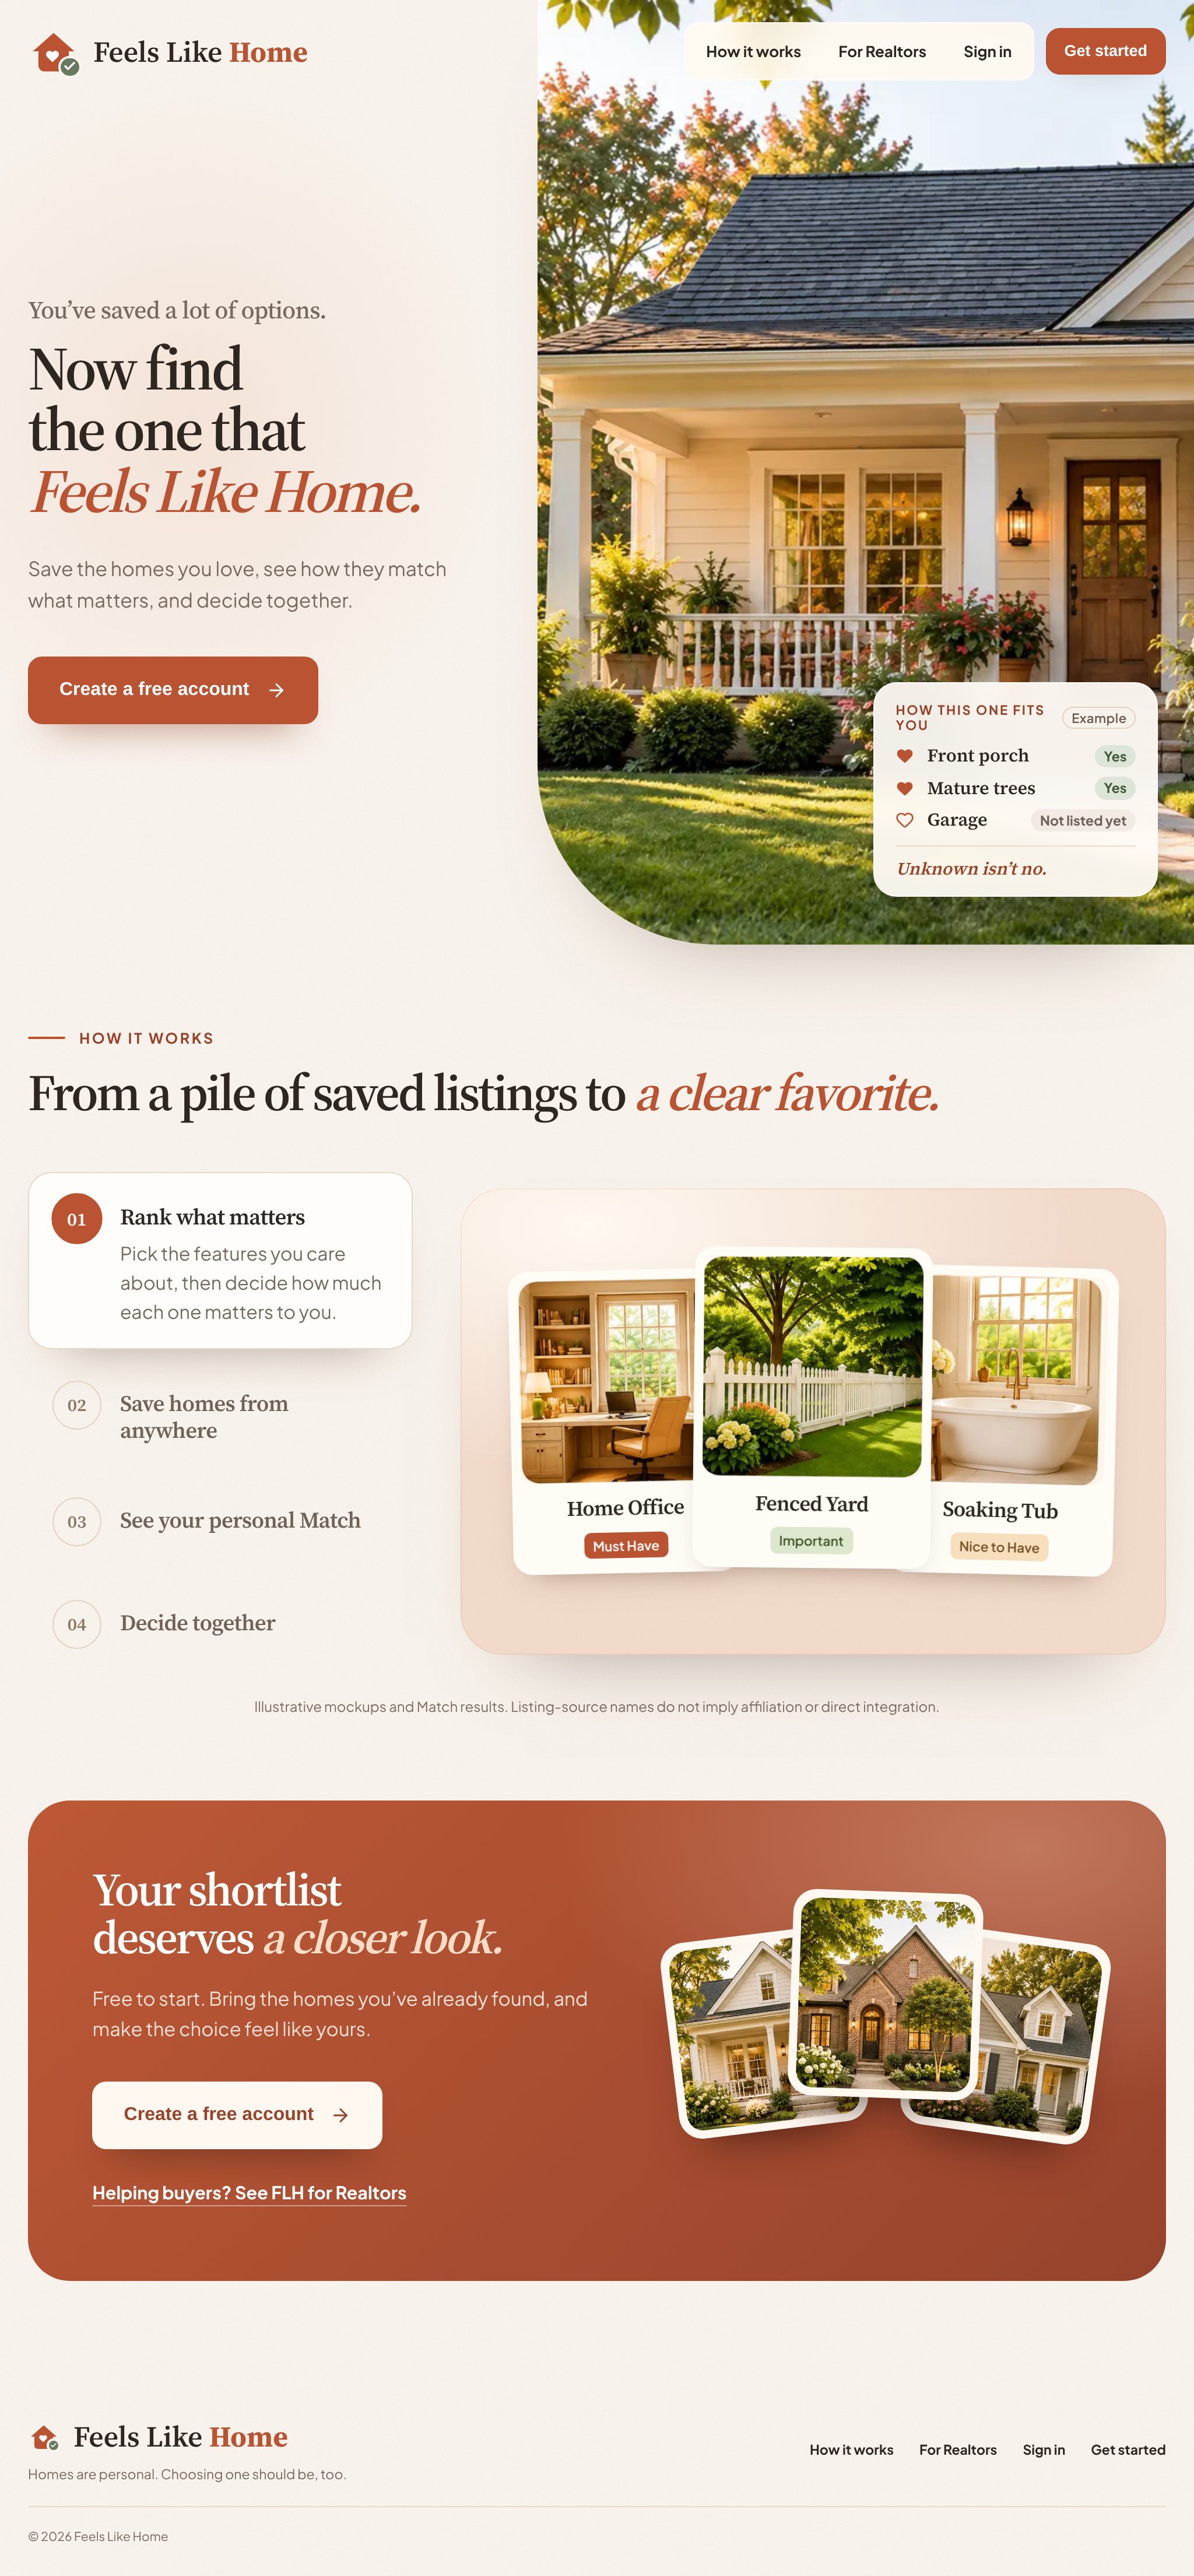 Feels Like Home
How it works
For Realtors
Sign in
Get started
You’ve saved a lot of options.
Now find
the one that
Feels Like Home.
Save the homes you love, see how they match
what matters, and decide together.
Create a free account
HOW THIS ONE FITS
YOU
Example
Front porch
Yes
Mature trees
Yes
Garage
Not listed yet
Unknown isn’t no.
HOW IT WORKS
From a pile of saved listings to a clear favorite.
01
Rank what matters
Pick the features you care
about, then decide how much
each one matters to you.
02
Save homes from
anywhere
03
See your personal Match
04
Decide together
Home Office
Must Have
Fenced Yard
Important
Soaking Tub
Nice to Have
Illustrative mockups and Match results. Listing-source names do not imply affiliation or direct integration.
Your shortlist
deserves a closer look.
Free to start. Bring the homes you’ve already found, and
make the choice feel like yours.
Create a free account
Helping buyers? See FLH for Realtors
Feels Like Home
Homes are personal. Choosing one should be, too.
How it works
For Realtors
Sign in
Get started
© 2026 Feels Like Home